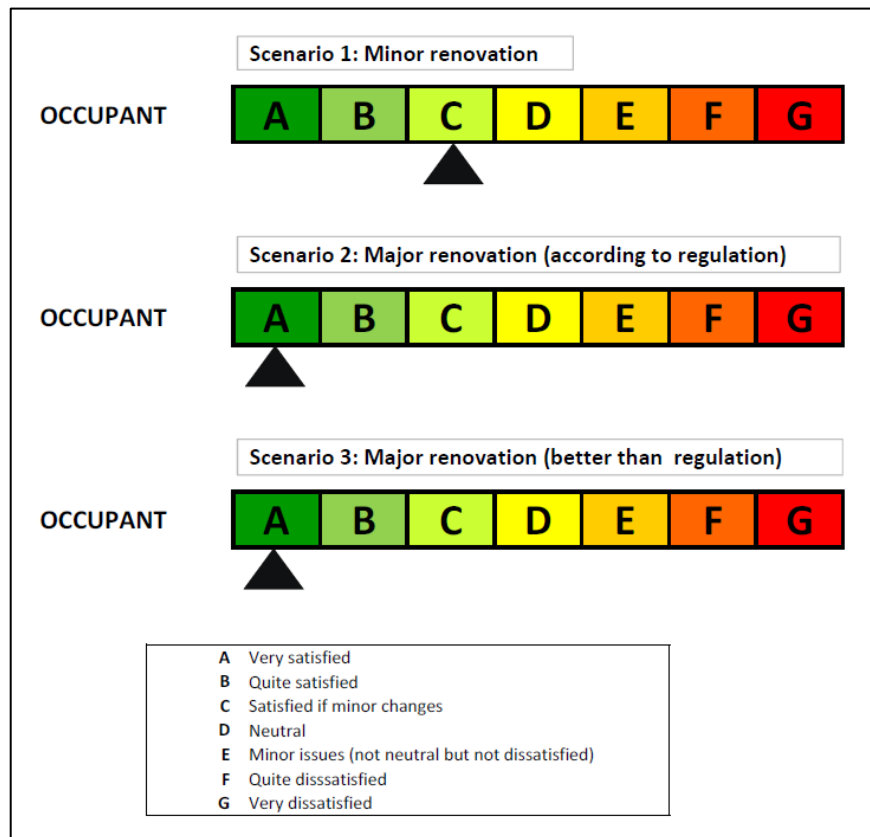 Scenario 1: Minor renovation
OCCUPANT A B C D E F G
Scenario 2: Major renovation (according to regulation)
OCCUPANT A B C D E F G
Scenario 3: Major renovation (better than regulation)
OCCUPANT A B C D E F G
A Very satisfied
B Quite satisfied
C Satisfied if minor changes
D Neutral
E Minor issues (not neutral but not dissatisfied)
F Quite disssatisfied
G Very dissatisfied